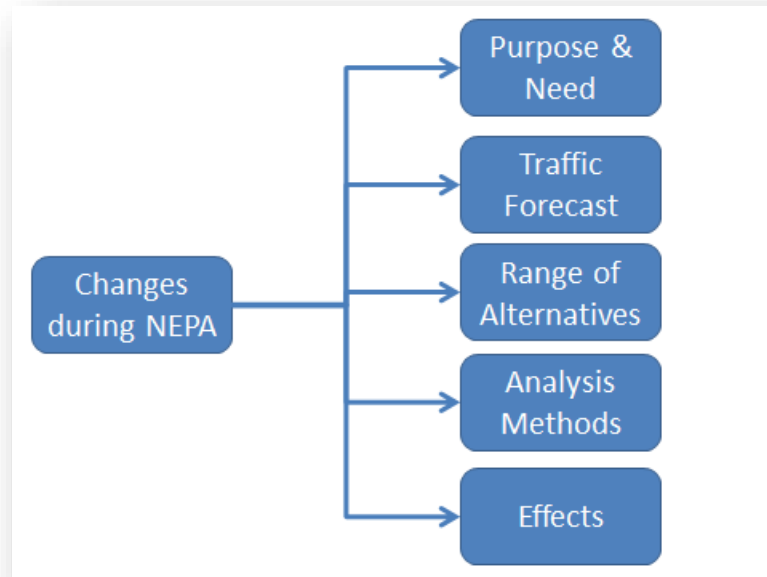 Purpose &
Need
Traffic
Forecast
Changes
during NEPA
Range of
Alternatives
Analysis
Methods
Effects